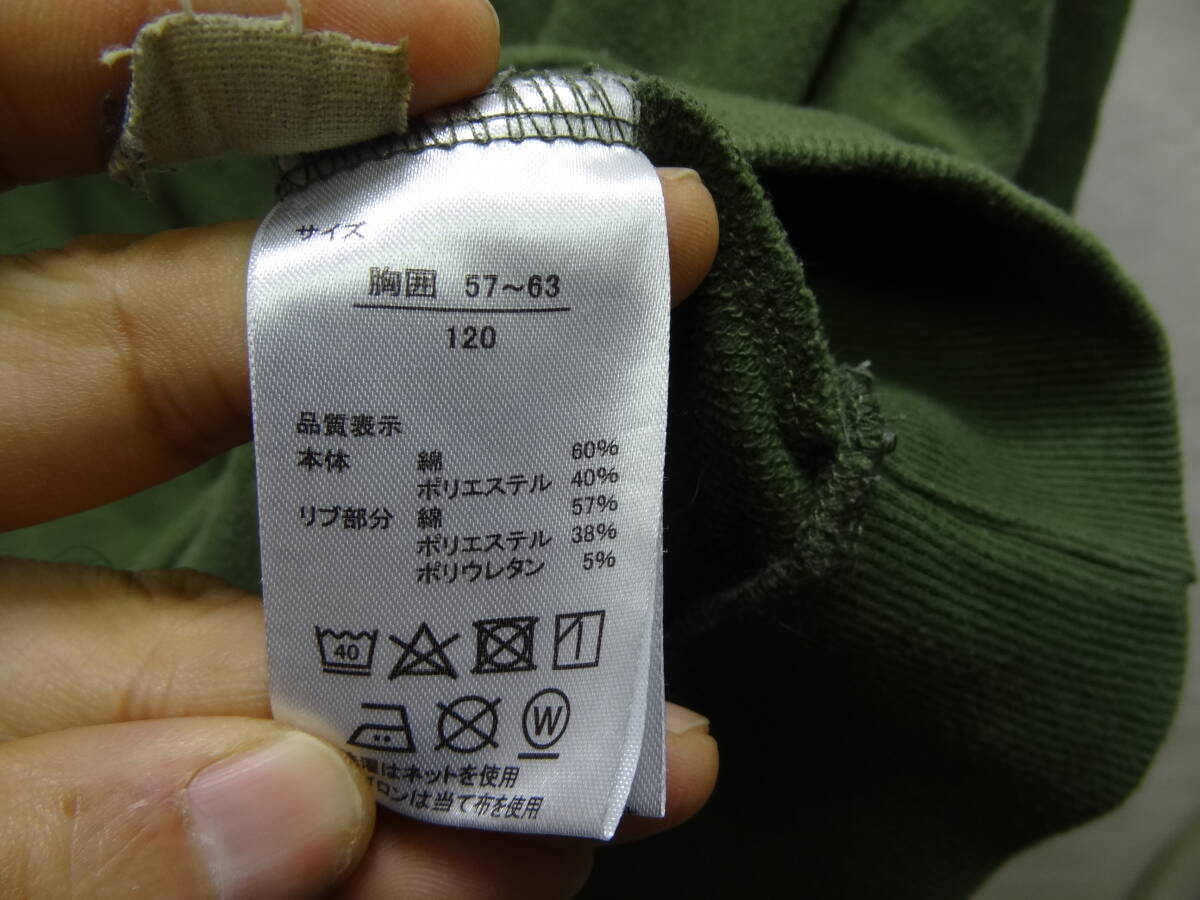 サイズ
胸囲 57～63
120
品質表示
本体 綿 60%
ポリエステル 40%
リブ部分 綿 57%
ポリエステル 38%
ポリウレタン 5%
40
W
はネットを使用
ロンは当て布を使用